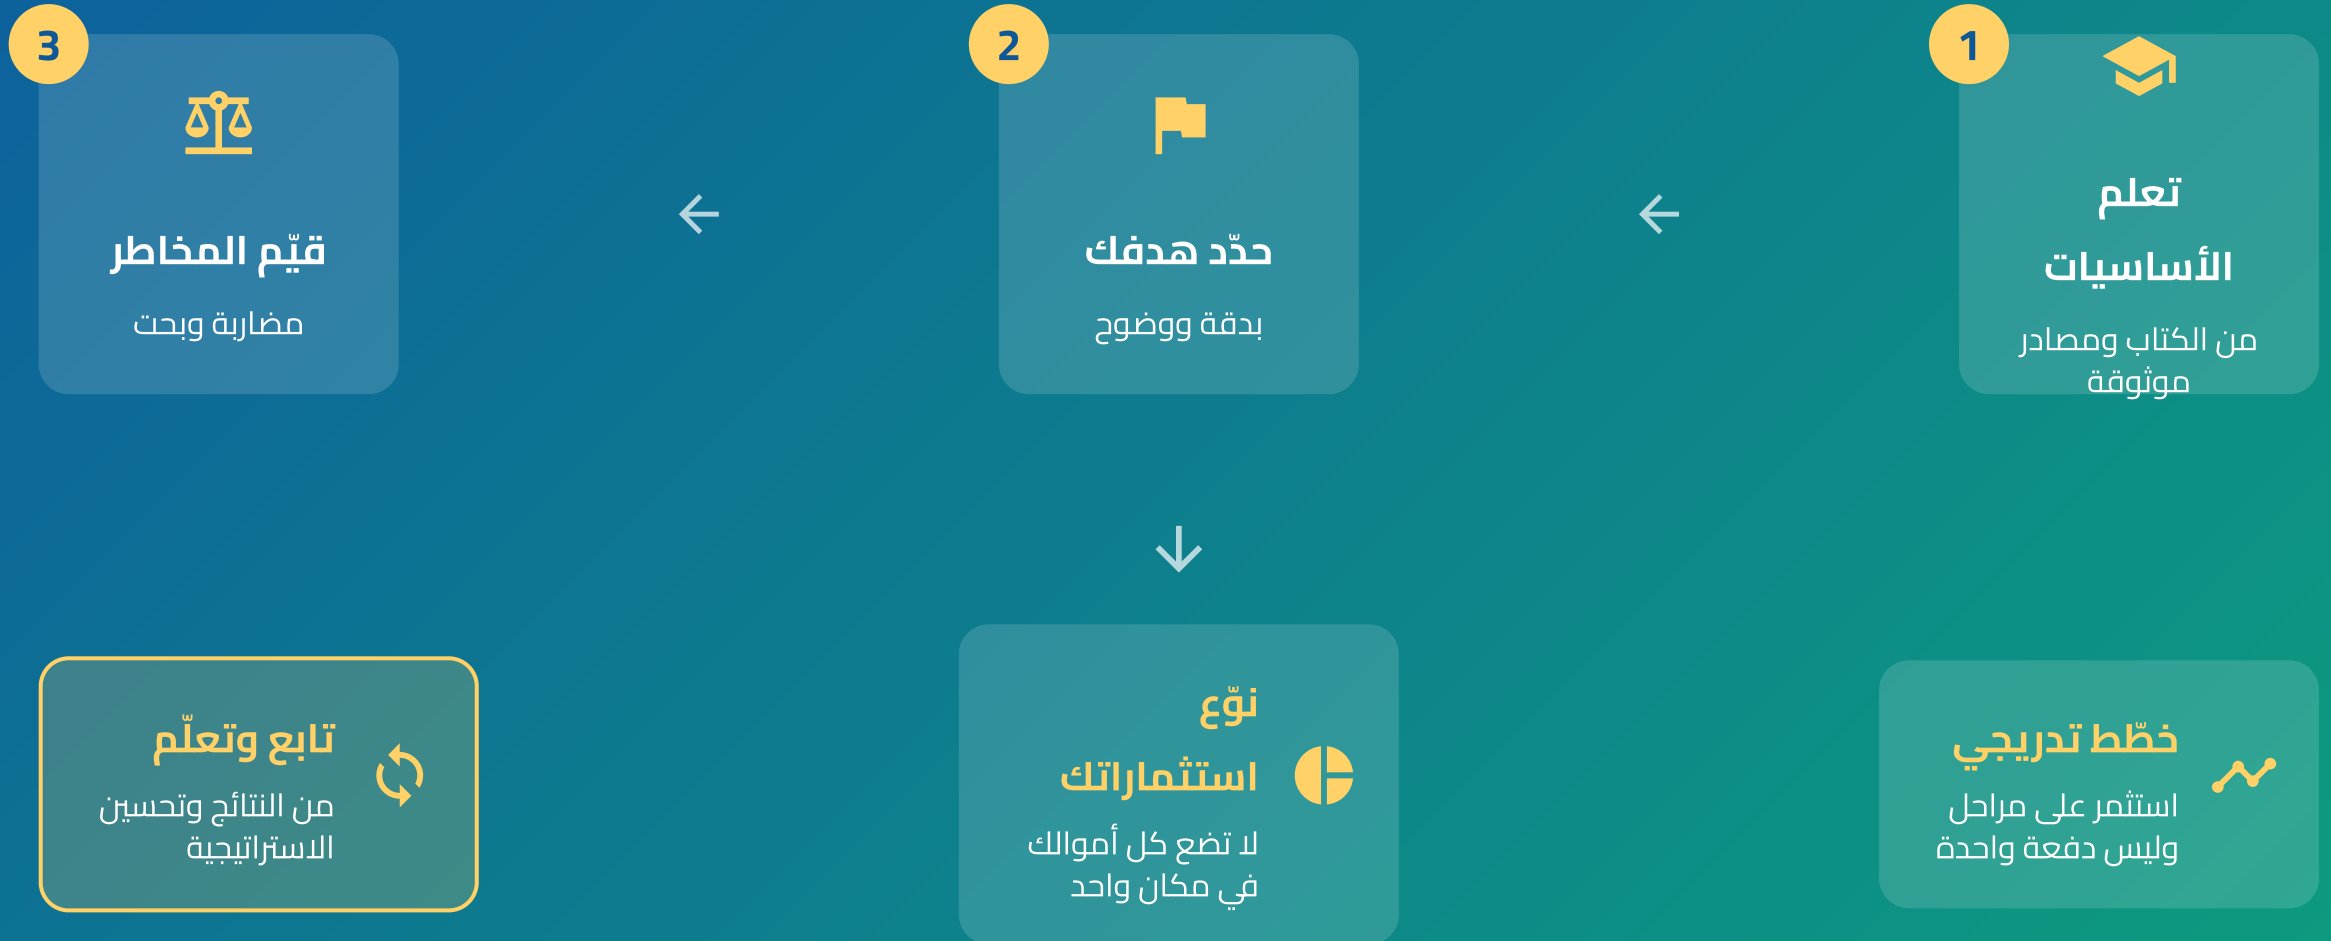 1
تعلم
الأساسيات
من الكتاب ومصادر
موثوقة
2
حدّد هدفك
بدقة ووضوح
3
قيّم المخاطر
مضاربة وبحت
خطّط تدريجي
استثمر على مراحل
وليس دفعة واحدة
نوّع
استثماراتك
لا تضع كل أموالك
في مكان واحد
تابع وتعلّم
من النتائج وتحسين
الاستراتيجية